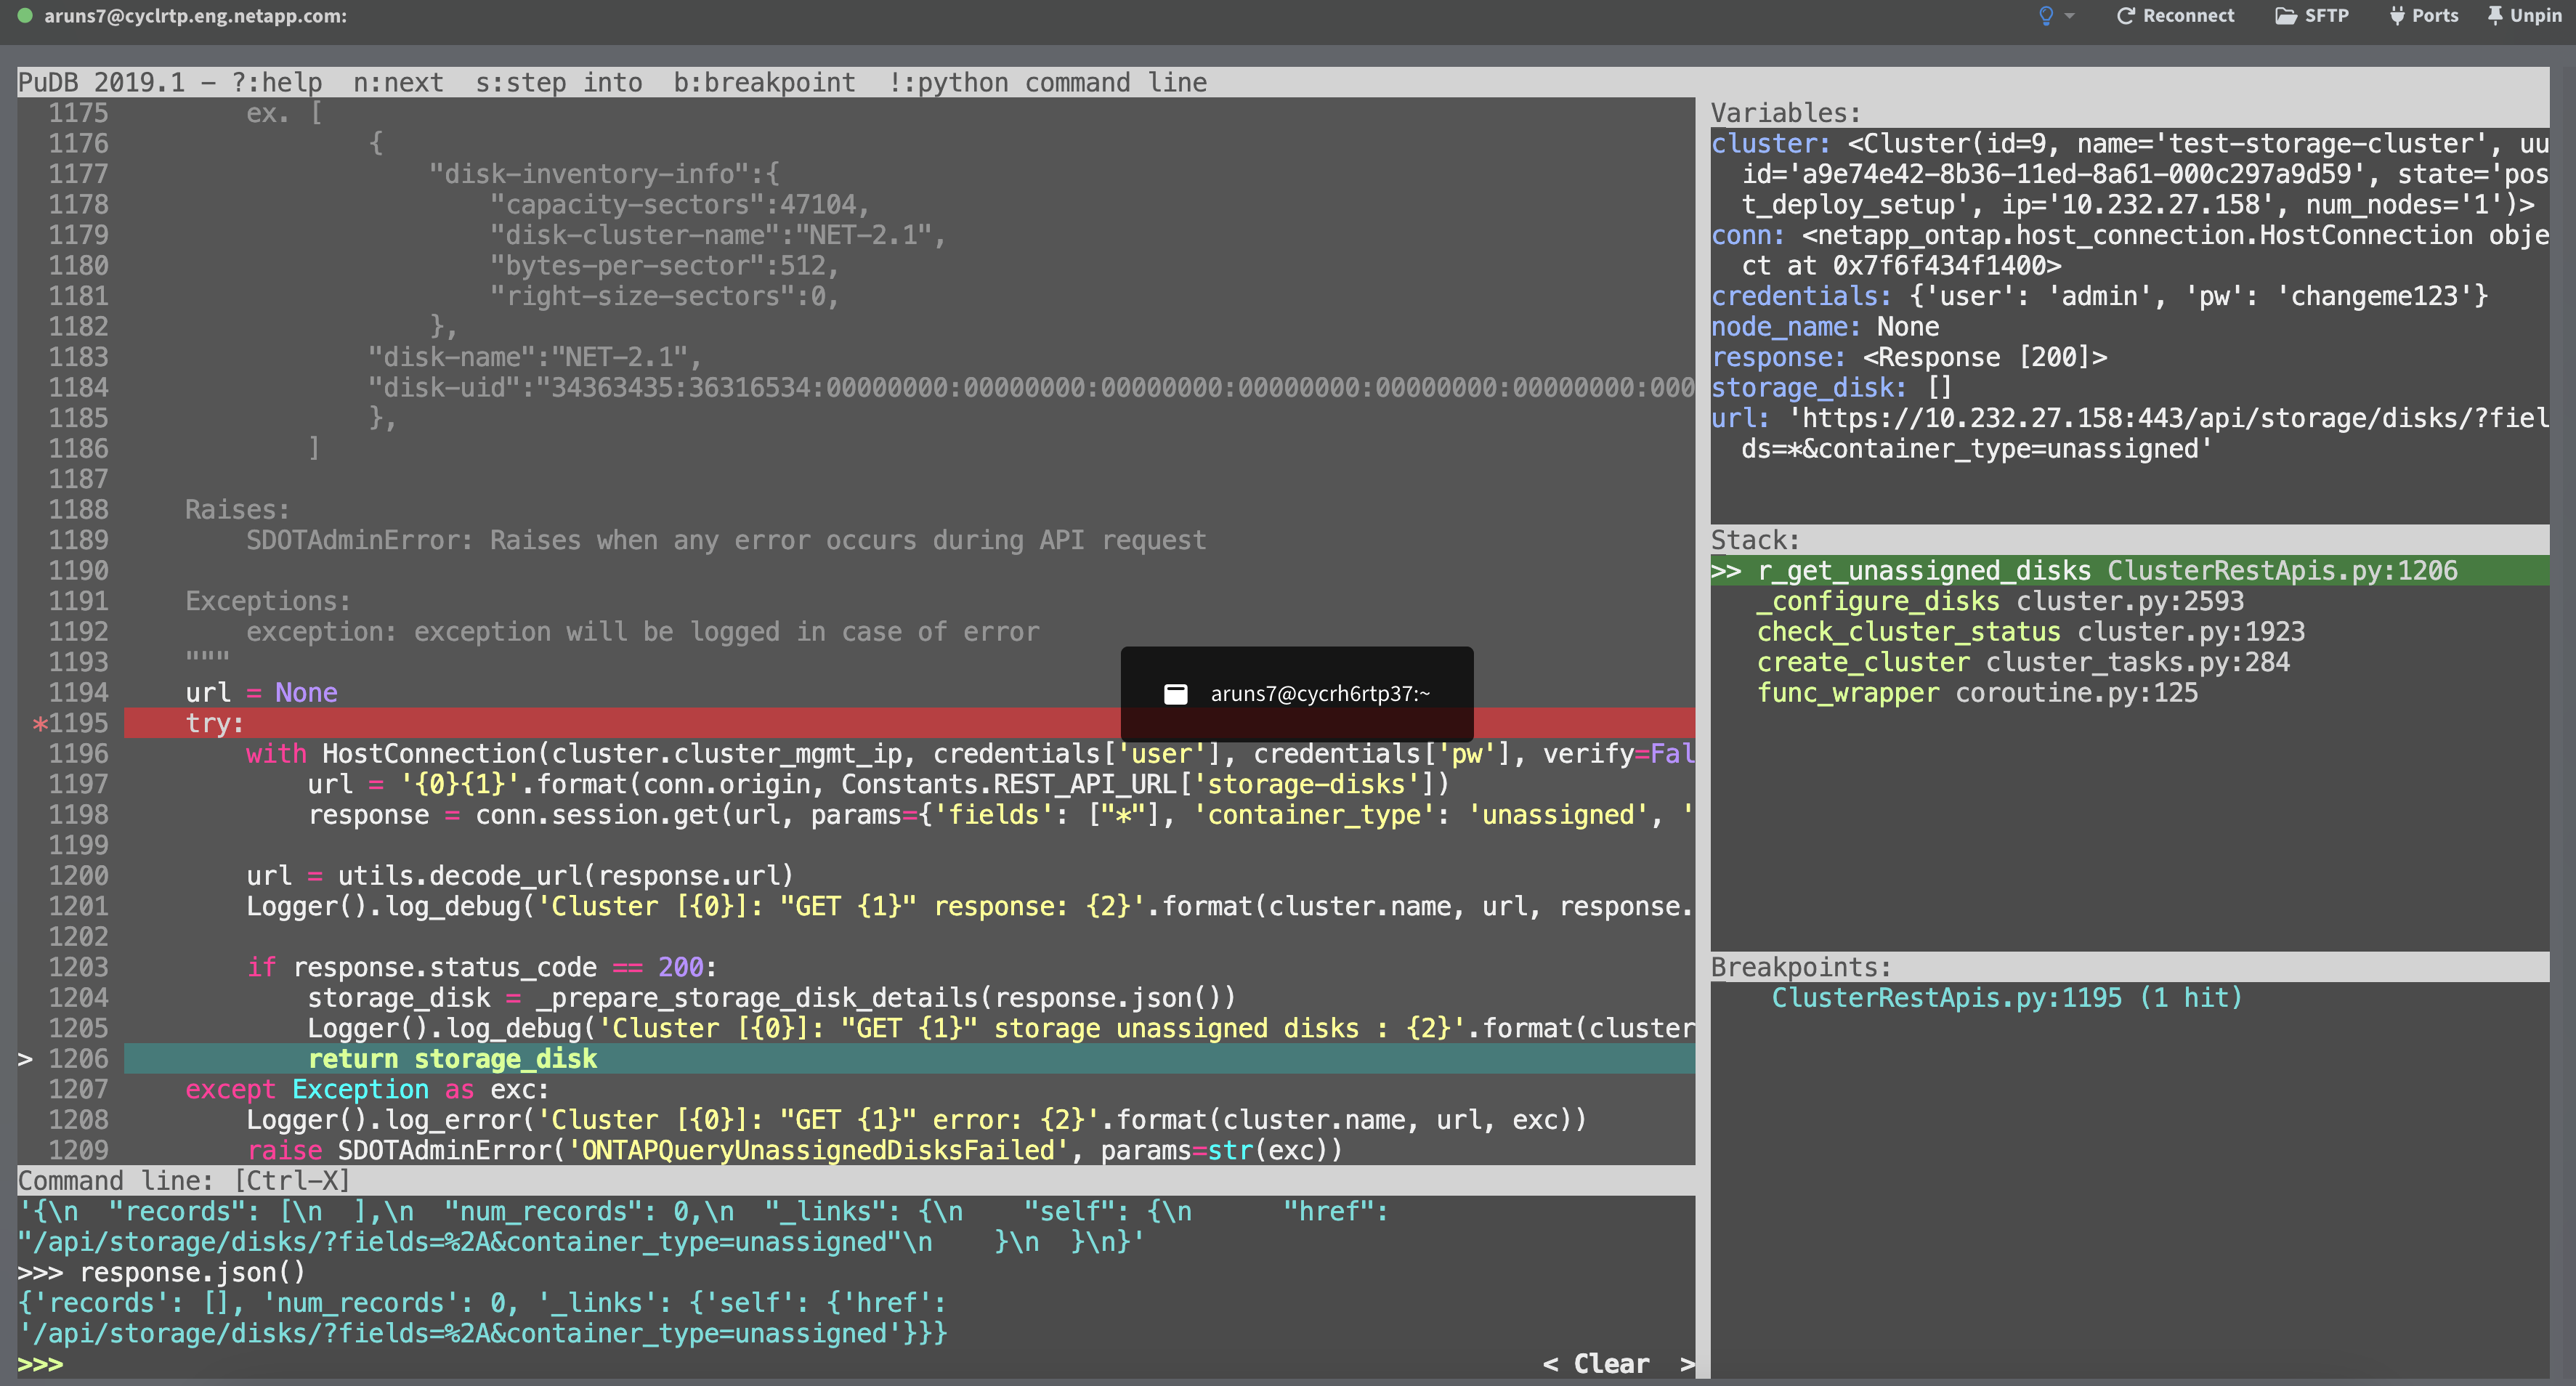 aruns7@cyclrtp.eng.netapp.com:
Reconnect SFTP Ports Unpin
PuDB 2019.1 - ?:help n:next s:step into b:breakpoint !:python command line
1175 ex. [
1176 {
1177 "disk-inventory-info":{
1178 "capacity-sectors":47104,
1179 "disk-cluster-name":"NET-2.1",
1180 "bytes-per-sector":512,
1181 "right-size-sectors":0,
1182 },
1183 "disk-name":"NET-2.1",
1184 "disk-uid":"34363435:36316534:00000000:00000000:00000000:00000000:00000000:00000000:000
1185 },
1186 ]
1187
1188 Raises:
1189 SDOTAdminError: Raises when any error occurs during API request
1190
1191 Exceptions:
1192 exception: exception will be logged in case of error
1193 """
1194 url = None
*1195 try:
1196 with HostConnection(cluster.cluster_mgmt_ip, credentials['user'], credentials['pw'], verify=Fal
1197 url = '{0}{1}'.format(conn.origin, Constants.REST_API_URL['storage-disks'])
1198 response = conn.session.get(url, params={'fields': ["*"], 'container_type': 'unassigned', '
1199
1200 url = utils.decode_url(response.url)
1201 Logger().log_debug('Cluster [{0}]: "GET {1}" response: {2}'.format(cluster.name, url, response.
1202
1203 if response.status_code == 200:
1204 storage_disk = _prepare_storage_disk_details(response.json())
1205 Logger().log_debug('Cluster [{0}]: "GET {1}" storage unassigned disks : {2}'.format(cluster
> 1206 return storage_disk
1207 except Exception as exc:
1208 Logger().log_error('Cluster [{0}]: "GET {1}" error: {2}'.format(cluster.name, url, exc))
1209 raise SDOTAdminError('ONTAPQueryUnassignedDisksFailed', params=str(exc))
aruns7@cycrh6rtp37:~
Command line: [Ctrl-X]
'{\n "records": [\n ],\n "num_records": 0,\n "_links": {\n "self": {\n "href":
"/api/storage/disks/?fields=%2A&container_type=unassigned"\n }\n }\n}'
>>> response.json()
{'records': [], 'num_records': 0, '_links': {'self': {'href':
'/api/storage/disks/?fields=%2A&container_type=unassigned'}}}
>>>
< Clear >
Variables:
cluster: <Cluster(id=9, name='test-storage-cluster', uu
id='a9e74e42-8b36-11ed-8a61-000c297a9d59', state='pos
t_deploy_setup', ip='10.232.27.158', num_nodes='1')>
conn: <netapp_ontap.host_connection.HostConnection obje
ct at 0x7f6f434f1400>
credentials: {'user': 'admin', 'pw': 'changeme123'}
node_name: None
response: <Response [200]>
storage_disk: []
url: 'https://10.232.27.158:443/api/storage/disks/?fiel
ds=*&container_type=unassigned'
Stack:
>> r_get_unassigned_disks ClusterRestApis.py:1206
_configure_disks cluster.py:2593
check_cluster_status cluster.py:1923
create_cluster cluster_tasks.py:284
func_wrapper coroutine.py:125
Breakpoints:
ClusterRestApis.py:1195 (1 hit)